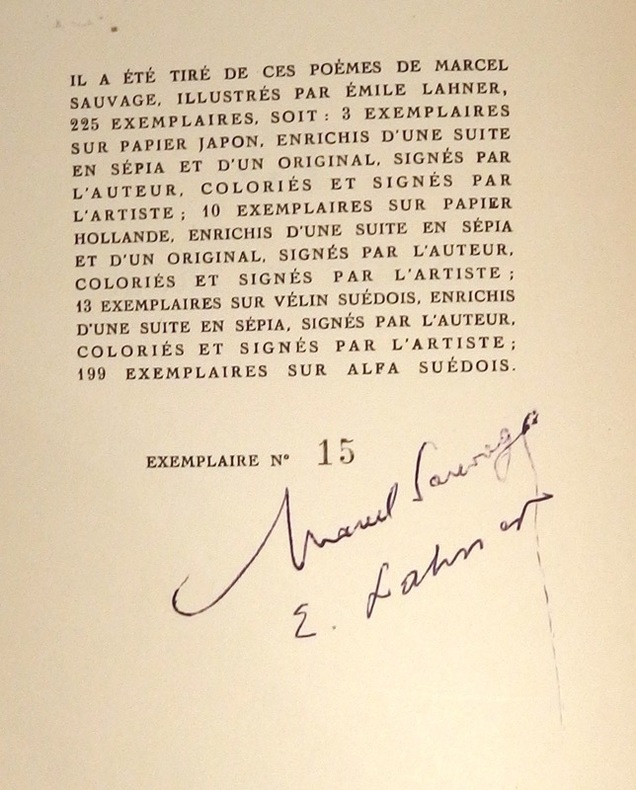 IL A ÉTÉ TIRÉ DE CES POÈMES DE MARCEL
SAUVAGE, ILLUSTRÉS PAR ÉMILE LAHNER,
225 EXEMPLAIRES, SOIT : 3 EXEMPLAIRES
SUR PAPIER JAPON, ENRICHIS D'UNE SUITE
EN SÉPIA ET D'UN ORIGINAL, SIGNÉS PAR
L'AUTEUR, COLORIÉS ET SIGNÉS PAR
L'ARTISTE ; 10 EXEMPLAIRES SUR PAPIER
HOLLANDE, ENRICHIS D'UNE SUITE EN SÉPIA
ET D'UN ORIGINAL, SIGNÉS PAR L'AUTEUR,
COLORIÉS ET SIGNÉS PAR L'ARTISTE ;
13 EXEMPLAIRES SUR VÉLIN SUÉDOIS, ENRICHIS
D'UNE SUITE EN SÉPIA, SIGNÉS PAR L'AUTEUR,
COLORIÉS ET SIGNÉS PAR L'ARTISTE ;
199 EXEMPLAIRES SUR ALFA SUÉDOIS.
EXEMPLAIRE N° 15
Marcel Sauvage
E. Lahner